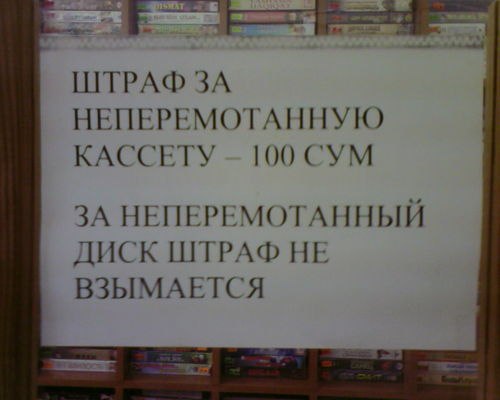 ШТРАФ ЗА
НЕПЕРЕМОТАННУЮ
КАССЕТУ – 100 СУМ
ЗА НЕПЕРЕМОТАННЫЙ
ДИСК ШТРАФ НЕ
ВЗЫМАЕТСЯ